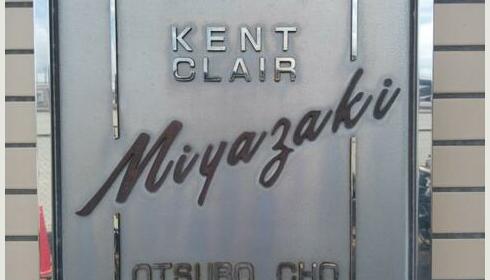 KENT
CLAIR
Miyazaki
OTSUBO CHO